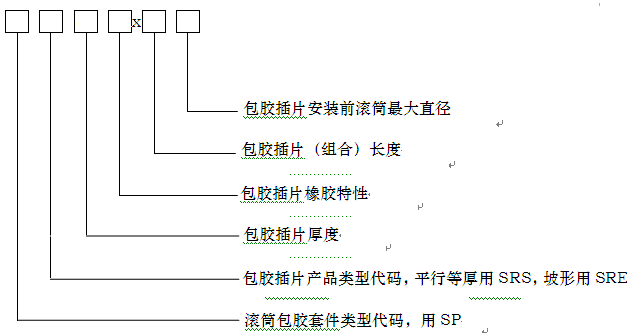 x
包胶插片安装前滚筒最大直径
包胶插片（组合）长度
包胶插片橡胶特性
包胶插片厚度
包胶插片产品类型代码，平行等厚用 SRS，坡形用 SRE
滚筒包胶套件类型代码，用 SP